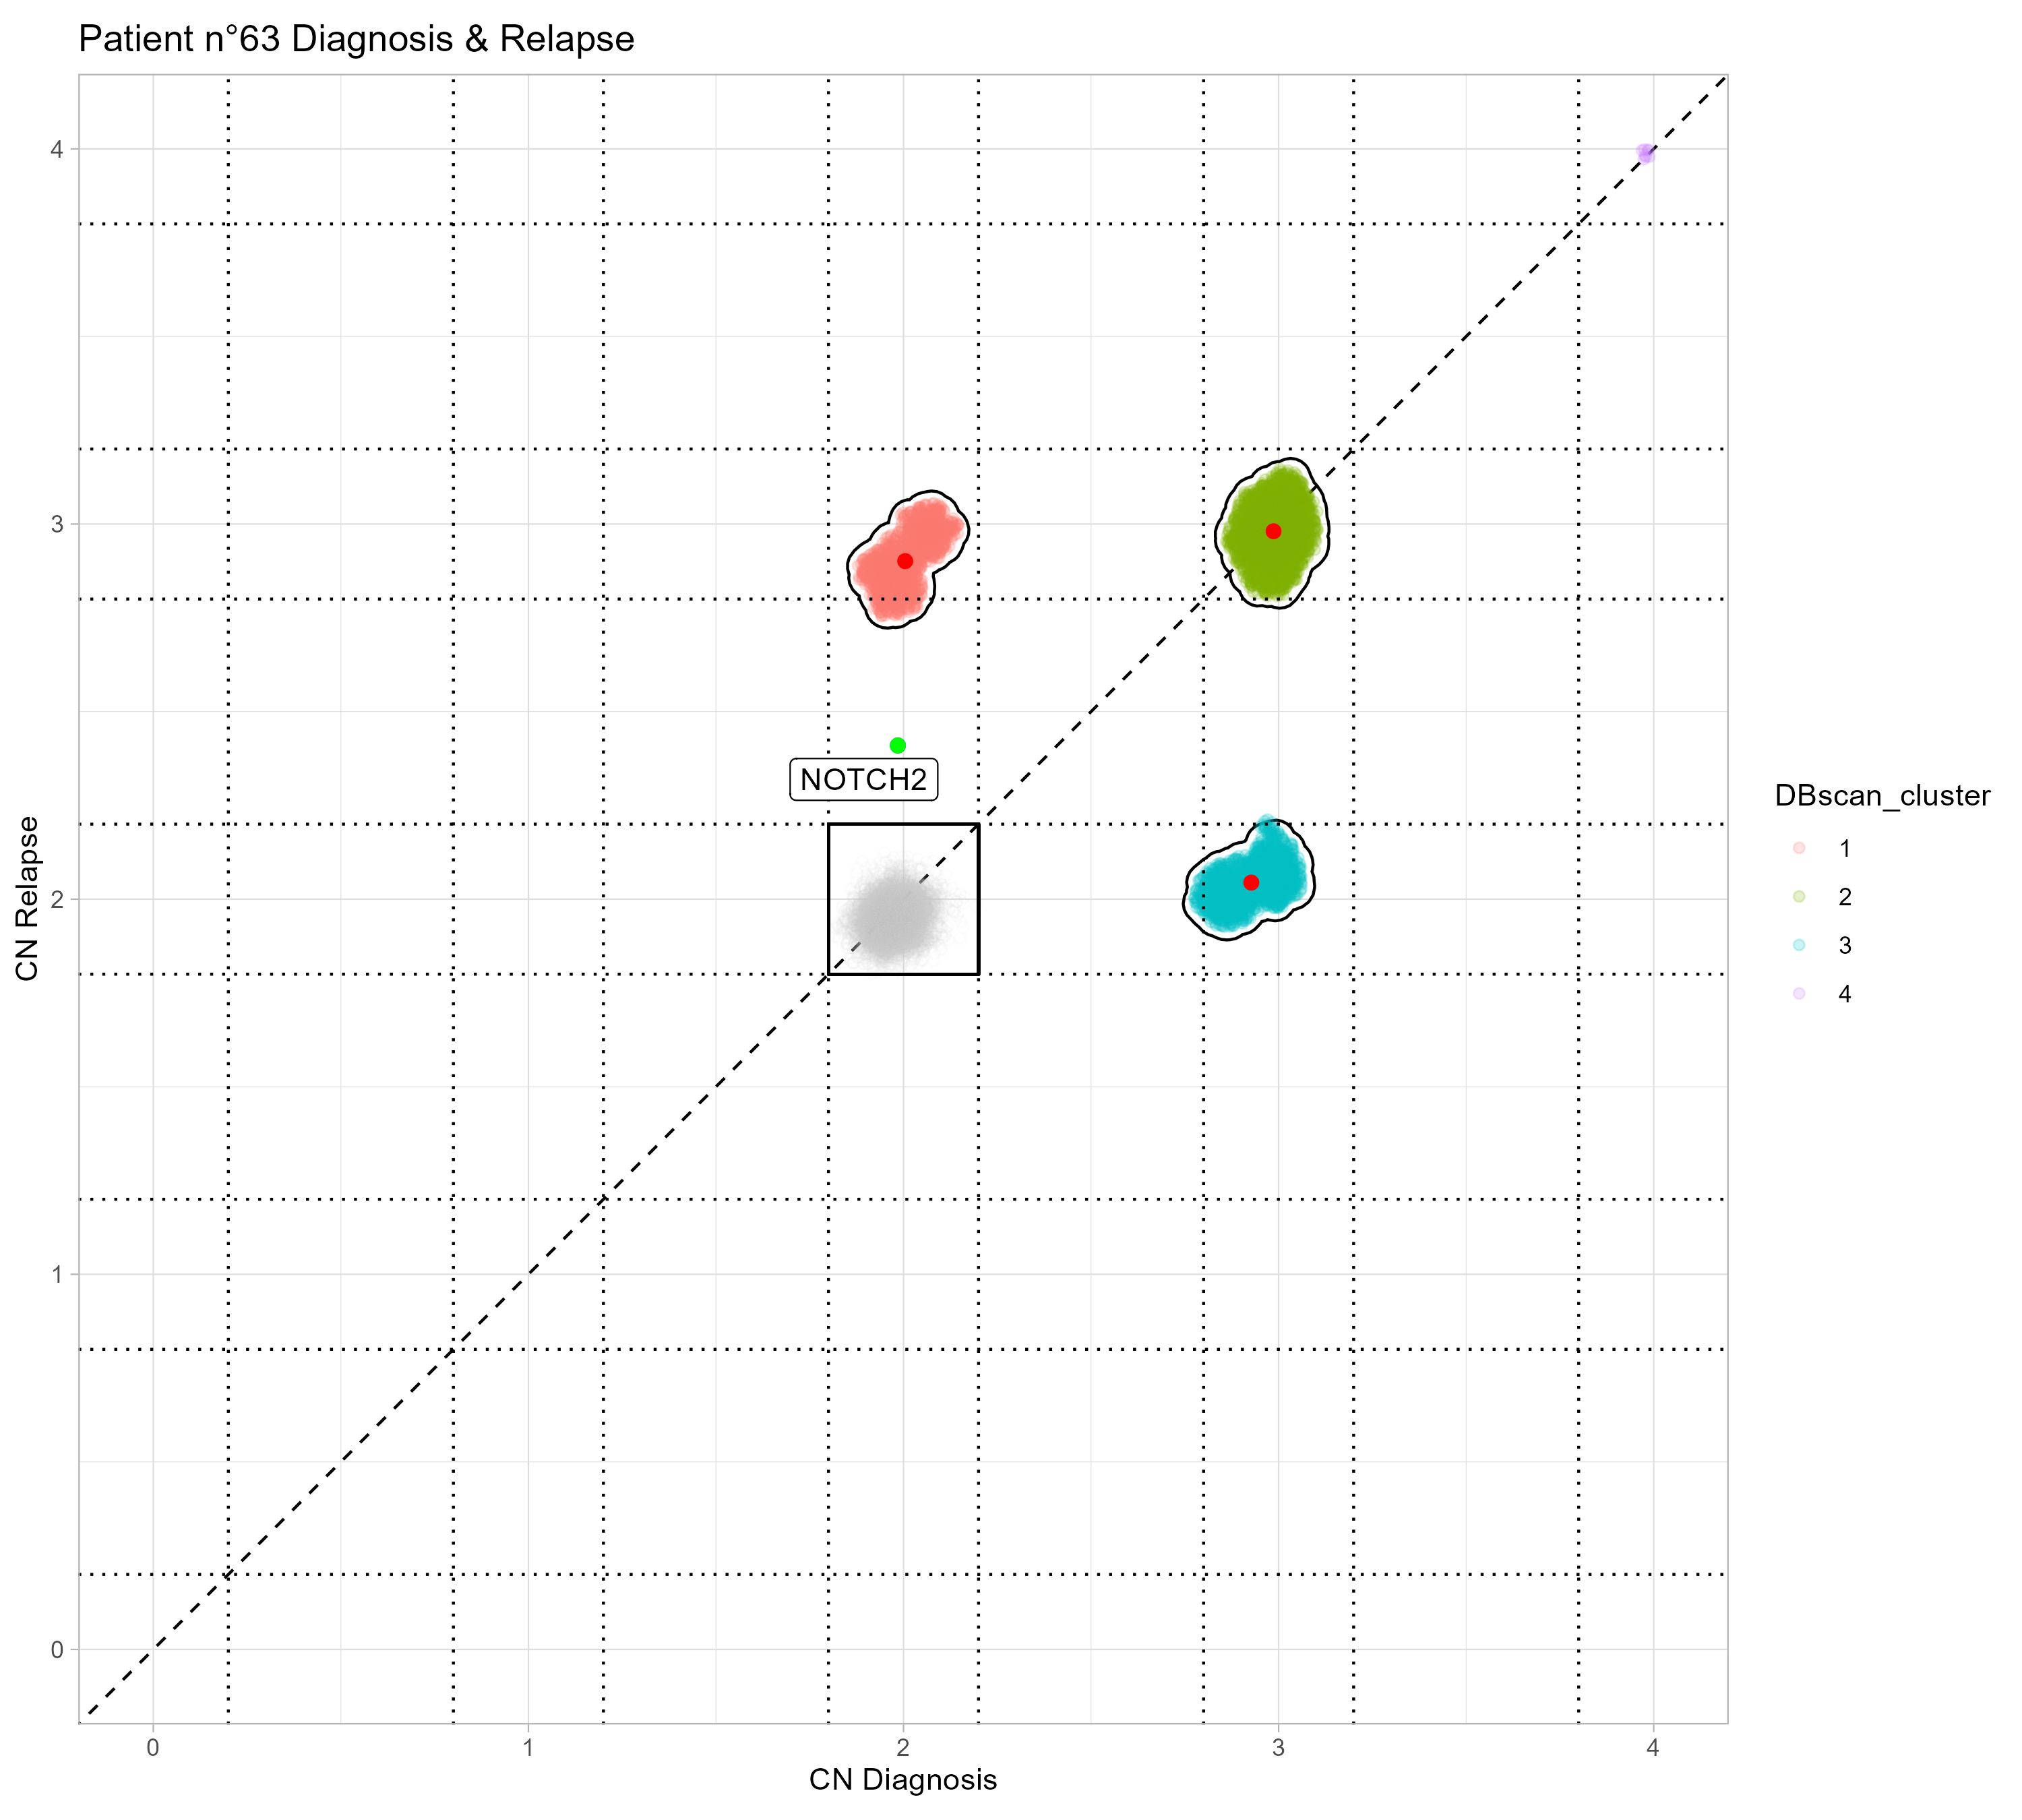 Patient n°63 Diagnosis & Relapse
4
3
2
1
0
CN Relapse
NOTCH2
0 1 2 3 4
CN Diagnosis
DBscan_cluster
1
2
3
4